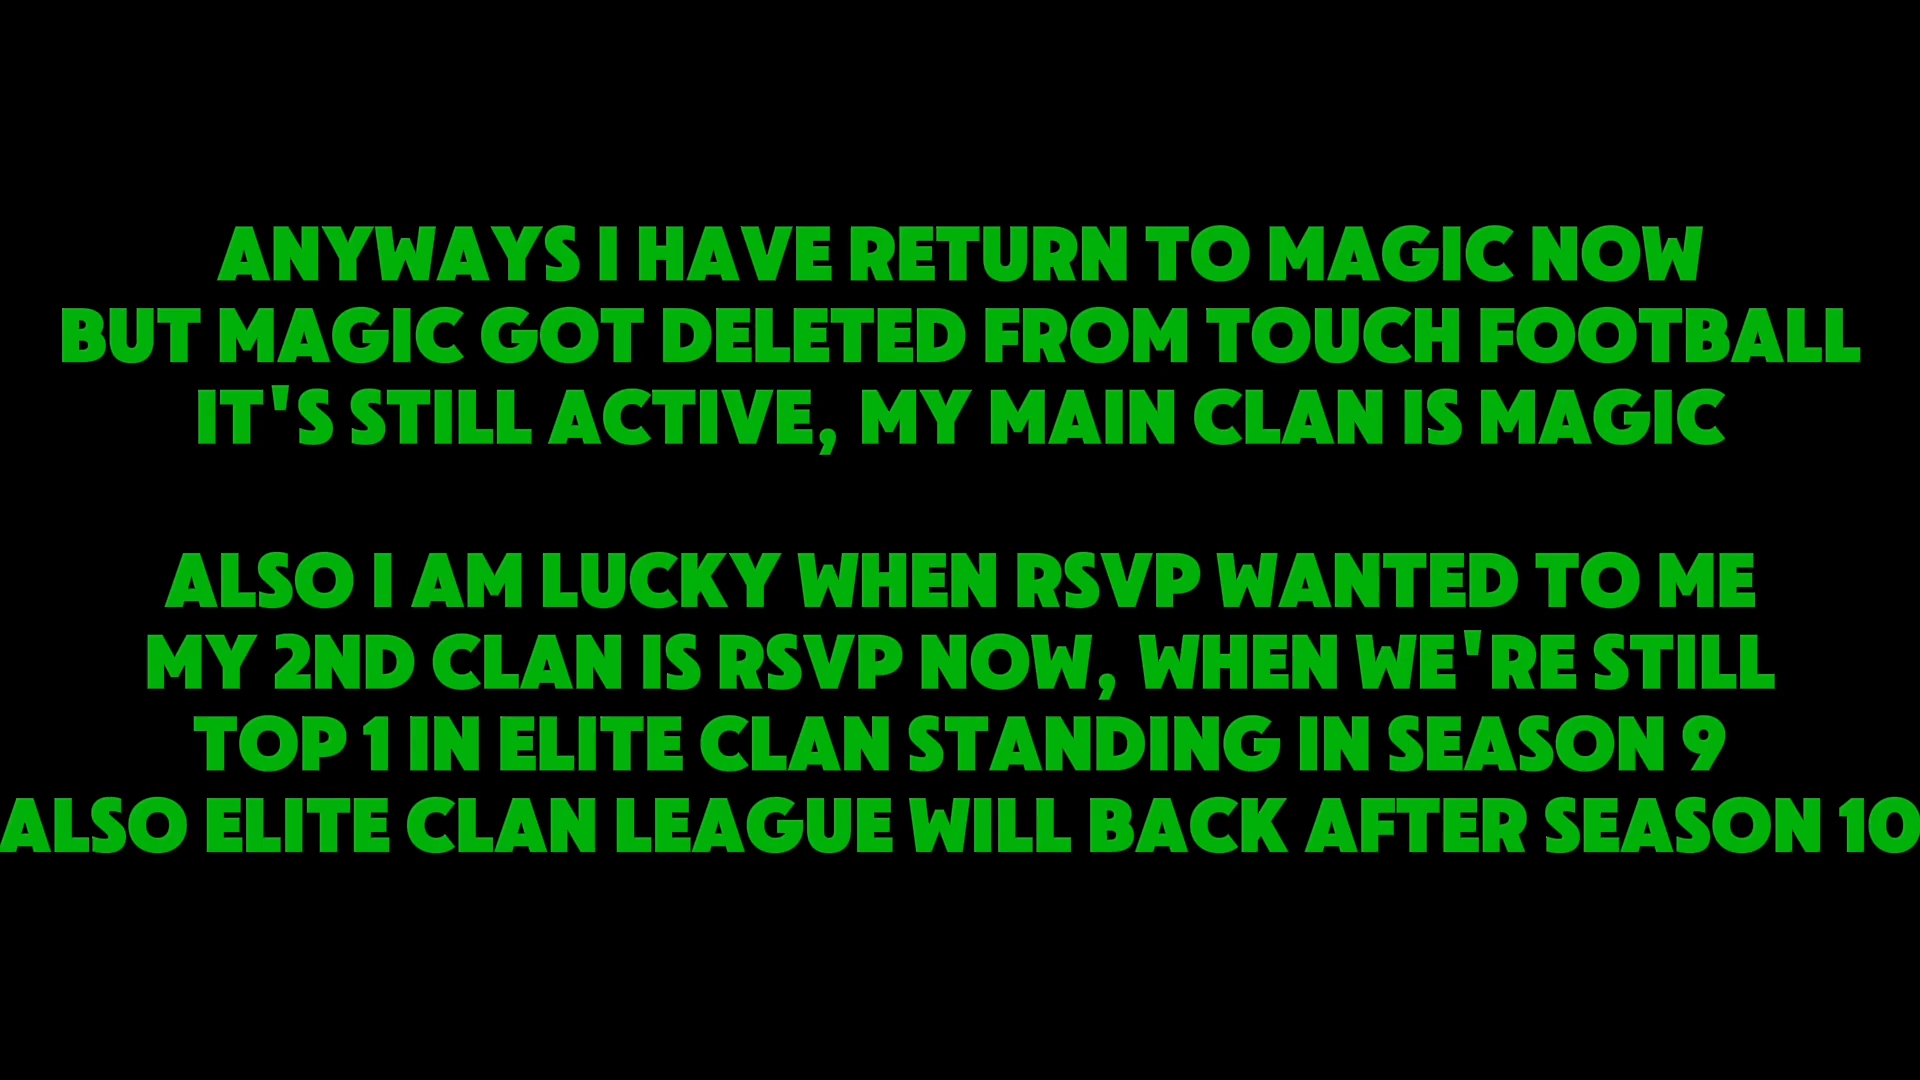 ANYWAYS I HAVE RETURN TO MAGIC NOW
BUT MAGIC GOT DELETED FROM TOUCH FOOTBALL
IT'S STILL ACTIVE, MY MAIN CLAN IS MAGIC
ALSO I AM LUCKY WHEN RSVP WANTED TO ME
MY 2ND CLAN IS RSVP NOW, WHEN WE'RE STILL
TOP 1 IN ELITE CLAN STANDING IN SEASON 9
ALSO ELITE CLAN LEAGUE WILL BACK AFTER SEASON 10